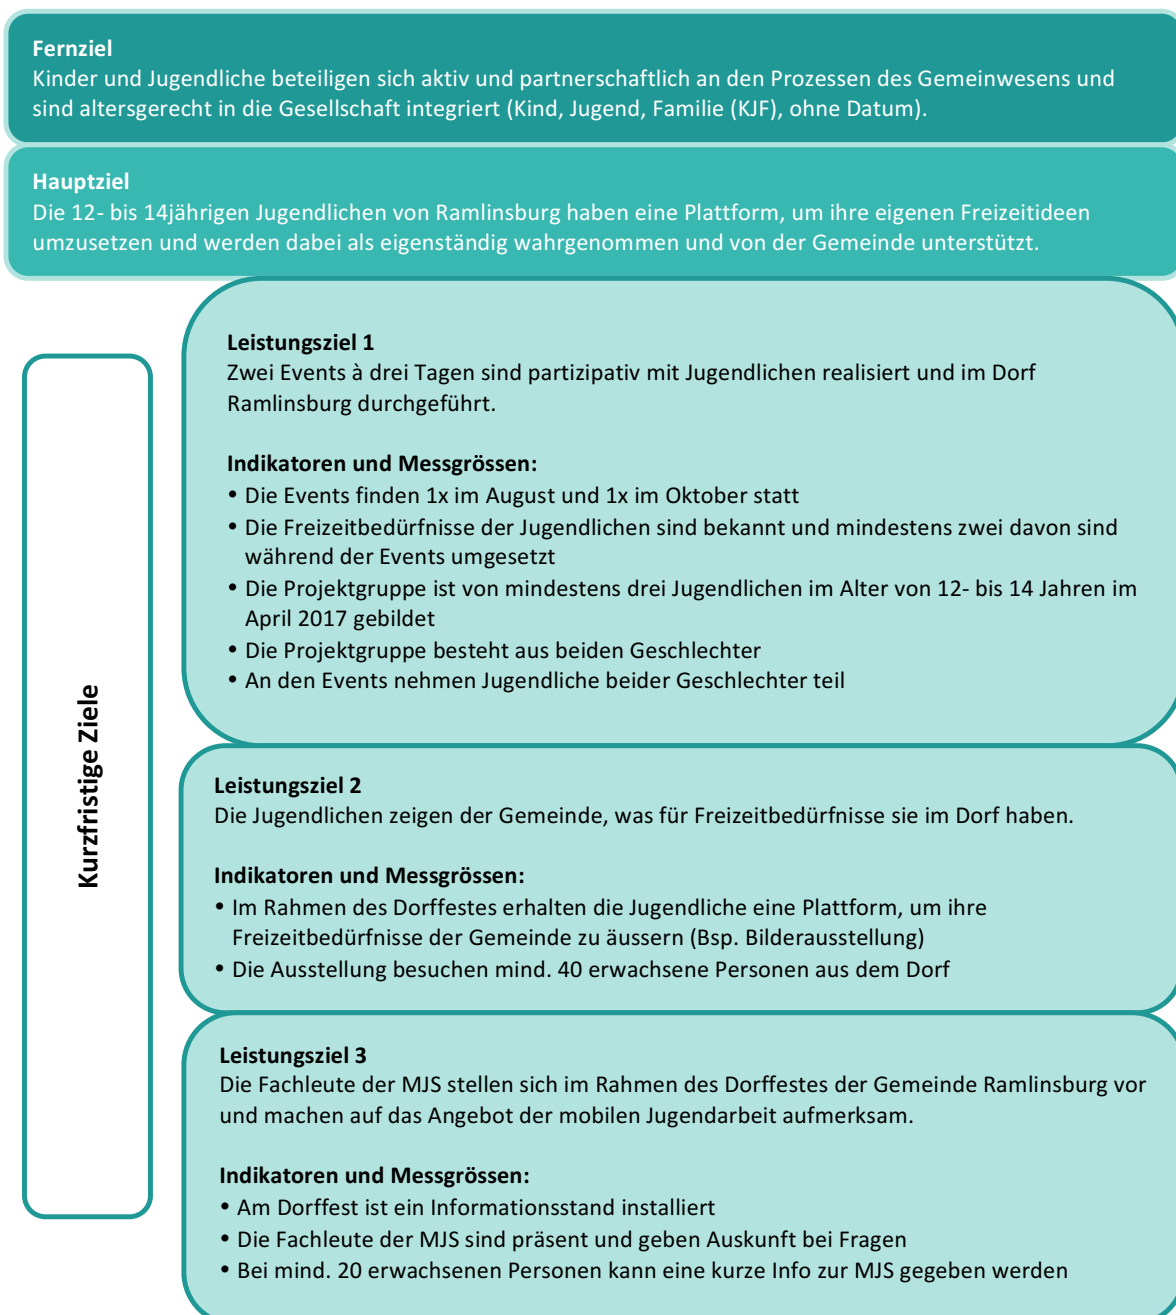 Fernziel
Kinder und Jugendliche beteiligen sich aktiv und partnerschaftlich an den Prozessen des Gemeinwesens und
sind altersgerecht in die Gesellschaft integriert (Kind, Jugend, Familie (KJF), ohne Datum).
Hauptziel
Die 12- bis 14jährigen Jugendlichen von Ramlinsburg haben eine Plattform, um ihre eigenen Freizeitideen
umzusetzen und werden dabei als eigenständig wahrgenommen und von der Gemeinde unterstützt.
Kurzfristige Ziele
Leistungsziel 1
Zwei Events à drei Tagen sind partizipativ mit Jugendlichen realisiert und im Dorf
Ramlinsburg durchgeführt.
Indikatoren und Messgrössen:
• Die Events finden 1x im August und 1x im Oktober statt
• Die Freizeitbedürfnisse der Jugendlichen sind bekannt und mindestens zwei davon sind
während der Events umgesetzt
• Die Projektgruppe ist von mindestens drei Jugendlichen im Alter von 12- bis 14 Jahren im
April 2017 gebildet
• Die Projektgruppe besteht aus beiden Geschlechter
• An den Events nehmen Jugendliche beider Geschlechter teil
Leistungsziel 2
Die Jugendlichen zeigen der Gemeinde, was für Freizeitbedürfnisse sie im Dorf haben.
Indikatoren und Messgrössen:
• Im Rahmen des Dorffestes erhalten die Jugendliche eine Plattform, um ihre
Freizeitbedürfnisse der Gemeinde zu äussern (Bsp. Bilderausstellung)
• Die Ausstellung besuchen mind. 40 erwachsene Personen aus dem Dorf
Leistungsziel 3
Die Fachleute der MJS stellen sich im Rahmen des Dorffestes der Gemeinde Ramlinsburg vor
und machen auf das Angebot der mobilen Jugendarbeit aufmerksam.
Indikatoren und Messgrössen:
• Am Dorffest ist ein Informationsstand installiert
• Die Fachleute der MJS sind präsent und geben Auskunft bei Fragen
• Bei mind. 20 erwachsenen Personen kann eine kurze Info zur MJS gegeben werden